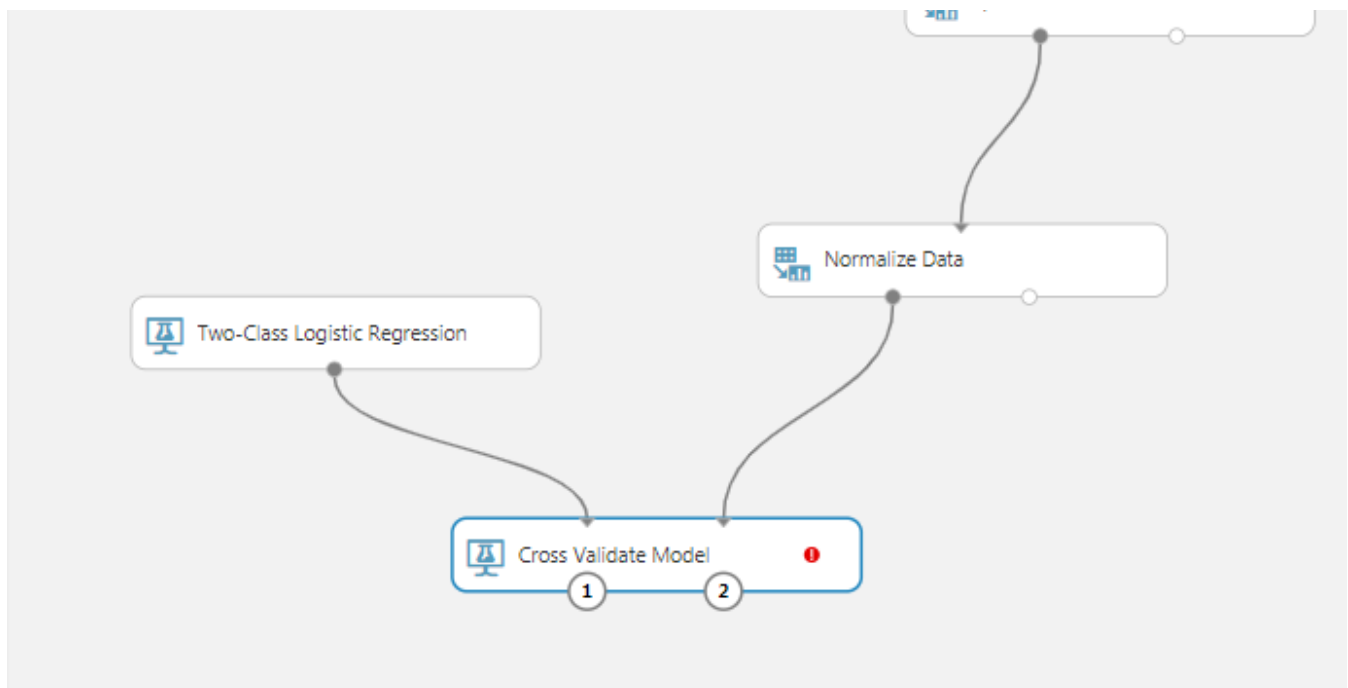 Normalize Data
Two-Class Logistic Regression
Cross Validate Model
1
2